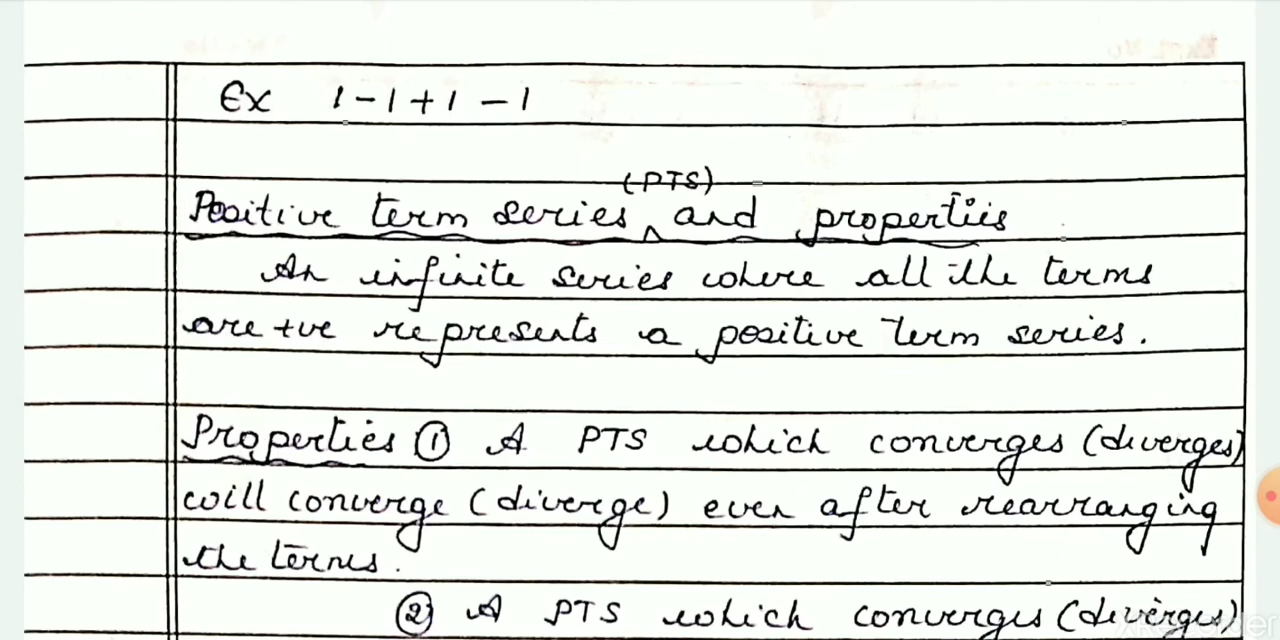 Ex 1-1+1-1
(PTS)
Positive term series ^ and properties
An infinite series where all the terms
are +ve represents a positive term series.
Properties ① A PTS which converges (diverges)
will converge (diverge) even after rearranging
the terms.
② A PTS which converges (diverges)